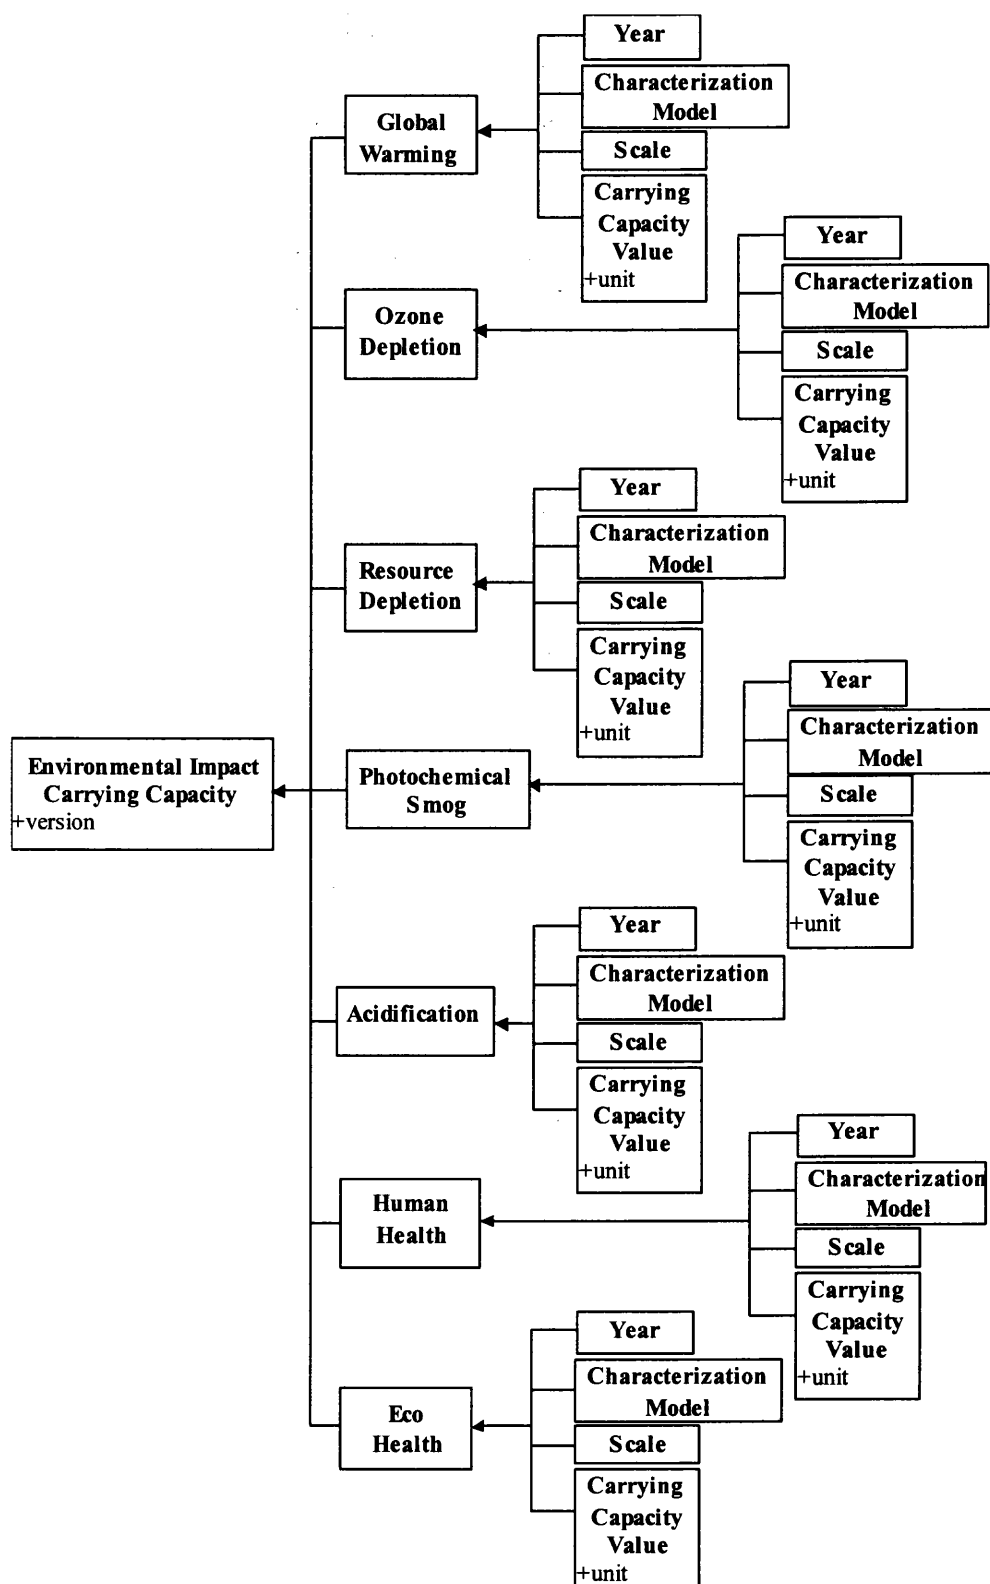 Year
Characterization
Model
Global
Warming
Scale
Carrying
Capacity
Value
+unit
Year
Characterization
Model
Ozone
Depletion
Scale
Carrying
Capacity
Value
+unit
Year
Characterization
Model
Resource
Depletion
Scale
Carrying
Capacity
Value
+unit
Year
Characterization
Model
Environmental Impact
Carrying Capacity
+version
Photochemical
Smog
Scale
Carrying
Capacity
Value
+unit
Year
Characterization
Model
Acidification
Scale
Carrying
Capacity
Value
+unit
Year
Characterization
Model
Human
Health
Scale
Carrying
Capacity
Value
+unit
Year
Characterization
Model
Eco
Health
Scale
Carrying
Capacity
Value
+unit